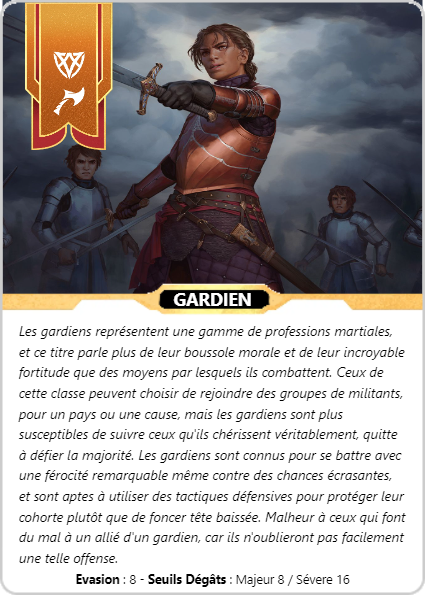 GARDIEN
Les gardiens représentent une gamme de professions martiales,
et ce titre parle plus de leur boussole morale et de leur incroyable
fortitude que des moyens par lesquels ils combattent. Ceux de
cette classe peuvent choisir de rejoindre des groupes de militants,
pour un pays ou une cause, mais les gardiens sont plus
susceptibles de suivre ceux qu'ils chérissent véritablement, quitte
à défier la majorité. Les gardiens sont connus pour se battre avec
une férocité remarquable même contre des chances écrasantes,
et sont aptes à utiliser des tactiques défensives pour protéger leur
cohorte plutôt que de foncer tête baissée. Malheur à ceux qui font
du mal à un allié d'un gardien, car ils n'oublieront pas facilement
une telle offense.
Evasion : 8 - Seuils Dégâts : Majeur 8 / Sévere 16